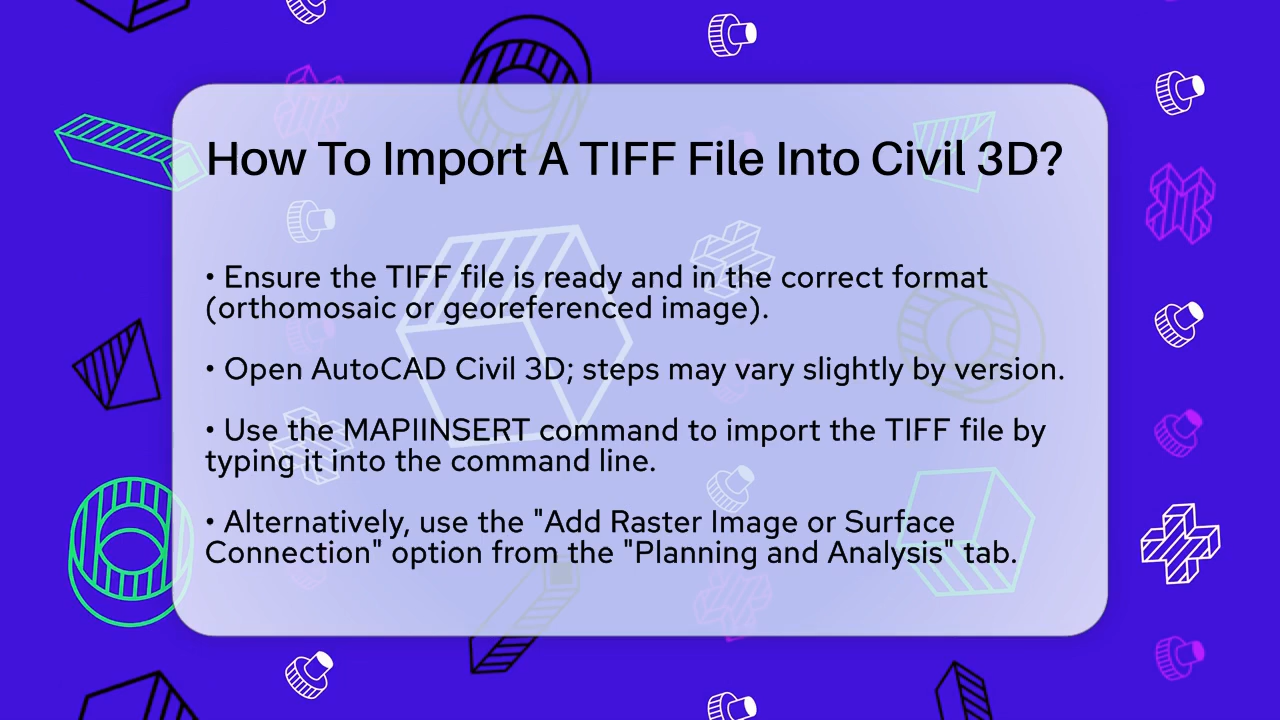 How To Import A TIFF File Into Civil 3D?
• Ensure the TIFF file is ready and in the correct format
(orthomosaic or georeferenced image).
• Open AutoCAD Civil 3D; steps may vary slightly by version.
• Use the MAPIINSERT command to import the TIFF file by
typing it into the command line.
• Alternatively, use the "Add Raster Image or Surface
Connection" option from the "Planning and Analysis" tab.